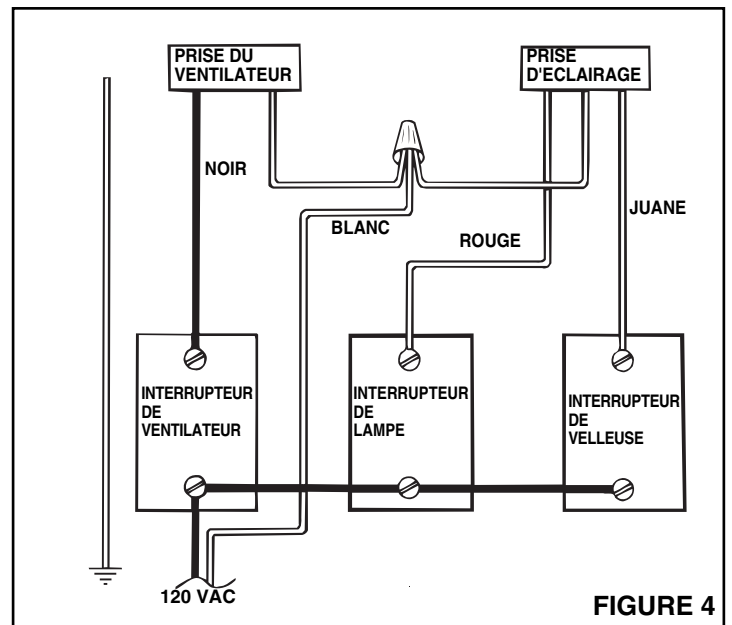 PRISE DU
VENTILATEUR
PRISE
D'ECLAIRAGE
NOIR
BLANC
ROUGE
JUANE
INTERRUPTEUR
DE
VENTILATEUR
INTERRUPTEUR
DE
LAMPE
INTERRUPTEUR
DE
VELLEUSE
120 VAC
FIGURE 4